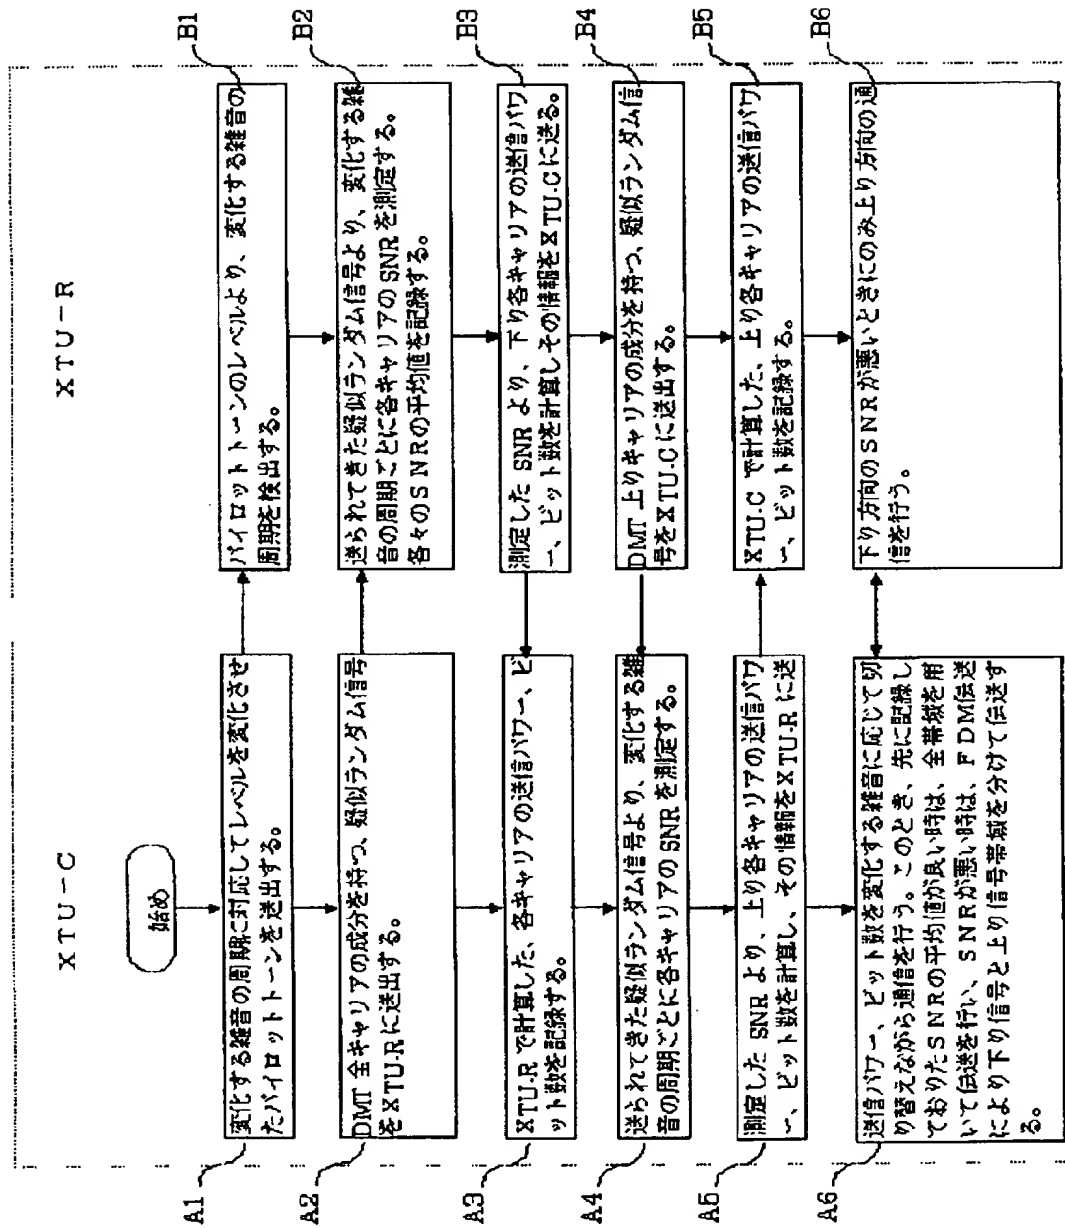 XTU-C
始め
A1
変化する雑音の周期に対応してレベルを変化させ
たパイロットトーンを送出する。
A2
DMT 全キャリアの成分を持つ、疑似ランダム信号
をXTU-Rに送出する。
A3
XTU-R で計算した、各キャリアの送信パワー、ビ
ット数を記録する。
A4
送られてきた疑似ランダム信号より、変化する雑
音の周期ごとに各キャリアの SNR を測定する。
A5
測定した SNR より、上り各キャリアの送信パワ
ー、ビット数を計算し、その情報をXTU-R に送
A6
送信パワー、ビット数を変化する雑音に応じて切
り替えながら通信を行う。このとき、先に記録し
ておりたSNRの平均値が良い時は、全帯域を用
いて伝送を行い、SNRが悪い時は、FDM伝送
により下り信号と上り信号帯域を分けて伝送す
る。
XTU-R
B1
パイロットトーンのレベルより、変化する雑音の
周期を検出する。
B2
送られてきた疑似ランダム信号より、変化する雑
音の周期ごとに各キャリアの SNR を測定する。
各々のSNRの平均値を記録する。
B3
測定した SNR より、下り各キャリアの送信パワ
ー、ビット数を計算しその情報をXTU-Cに送る。
B4
DMT 上りキャリアの成分を持つ、疑似ランダム信
号をXTU-Cに送出する。
B5
XTU-C で計算した、上り各キャリアの送信パワ
ー、ビット数を記録する。
B6
下り方向のSNRが悪いときにのみ上り方向の通
信を行う。